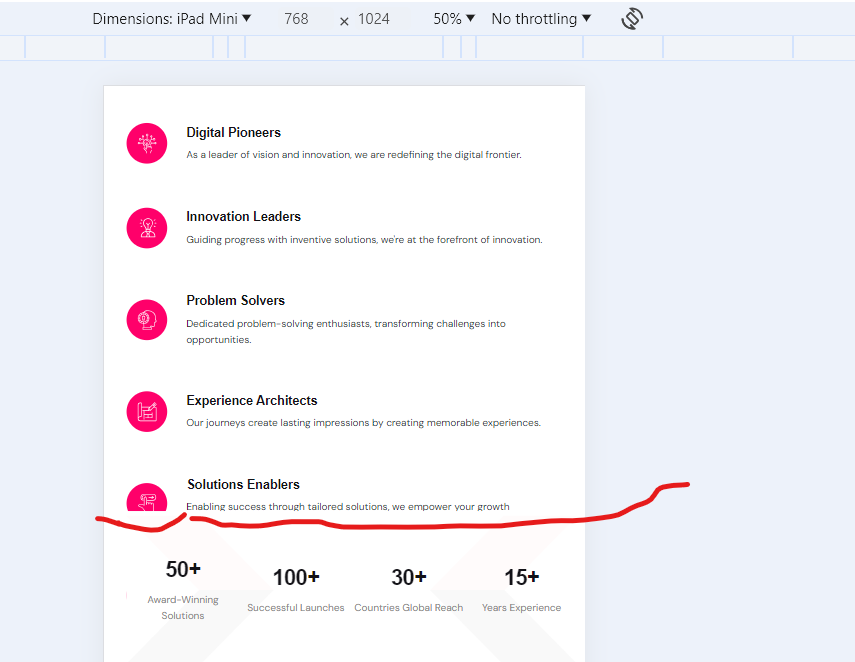 Dimensions: iPad Mini ▼ 768 × 1024 50% ▼ No throttling ▼
Digital Pioneers
As a leader of vision and innovation, we are redefining the digital frontier.
Innovation Leaders
Guiding progress with inventive solutions, we're at the forefront of innovation.
Problem Solvers
Dedicated problem-solving enthusiasts, transforming challenges into
opportunities.
Experience Architects
Our journeys create lasting impressions by creating memorable experiences.
Solutions Enablers
Enabling success through tailored solutions, we empower your growth
50+ 100+ 30+ 15+
Award-Winning
Solutions
Successful Launches Countries Global Reach Years Experience